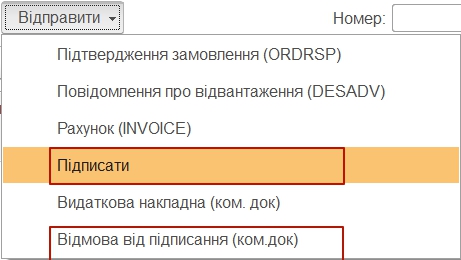 Відправити
Номер:
Підтвердження замовлення (ORDRSP)
Повідомлення про відвантаження (DESADV)
Рахунок (INVOICE)
Підписати
Видаткова накладна (ком. док)
Відмова від підписання (ком.док)